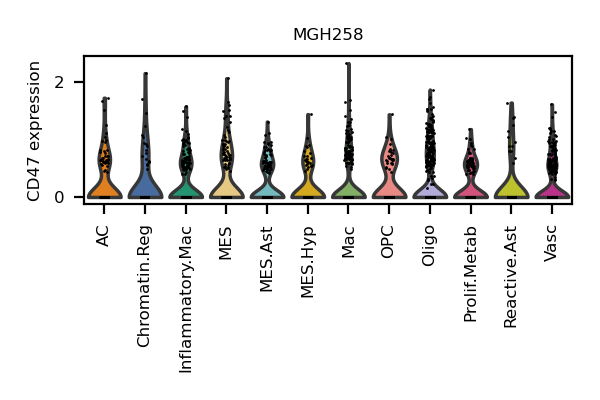 MGH258
CD47 expression
2
0
AC
Chromatin.Reg
Inflammatory.Mac
MES
MES.Ast
MES.Hyp
Mac
OPC
Oligo
Prolif.Metab
Reactive.Ast
Vasc